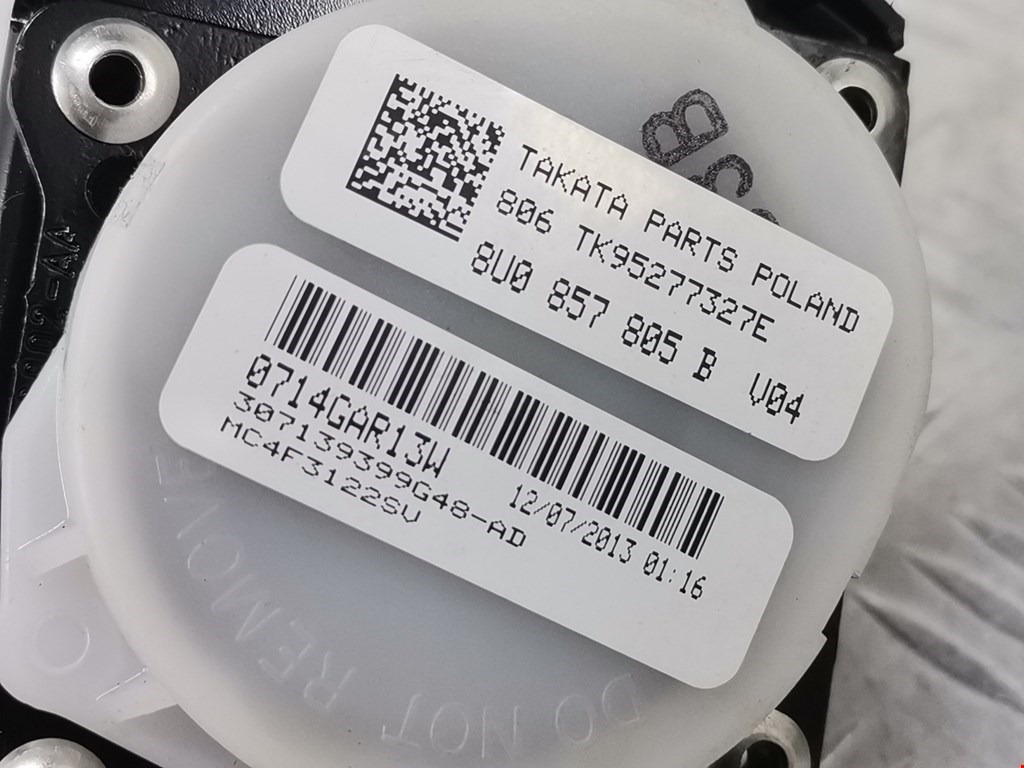 TAKATA PARTS POLAND
806 TK95277327E
8U0 857 805 B V04
0714GAR13W
307139399G48-AD 12/07/2013 01:16
MC4F3122SV
DO NOT REMOVE